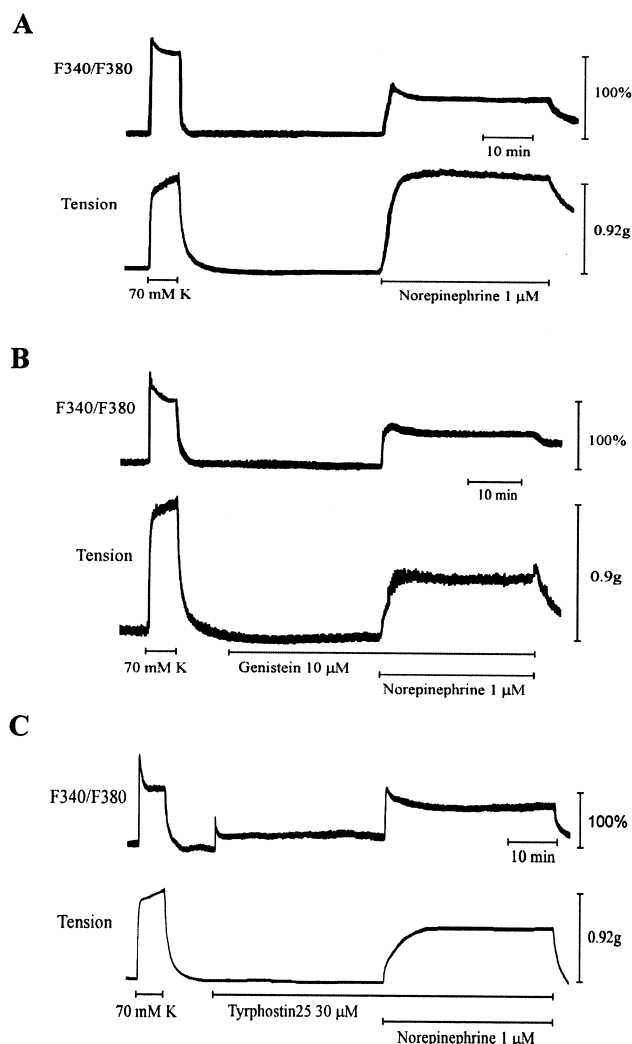 A
F340/F380
100%
10 min
Tension
0.92g
70 mM K
Norepinephrine 1 μM
B
F340/F380
100%
10 min
Tension
0.9g
70 mM K
Genistein 10 μM
Norepinephrine 1 μM
C
F340/F380
100%
10 min
Tension
0.92g
70 mM K
Tyrphostin25 30 μM
Norepinephrine 1 μM